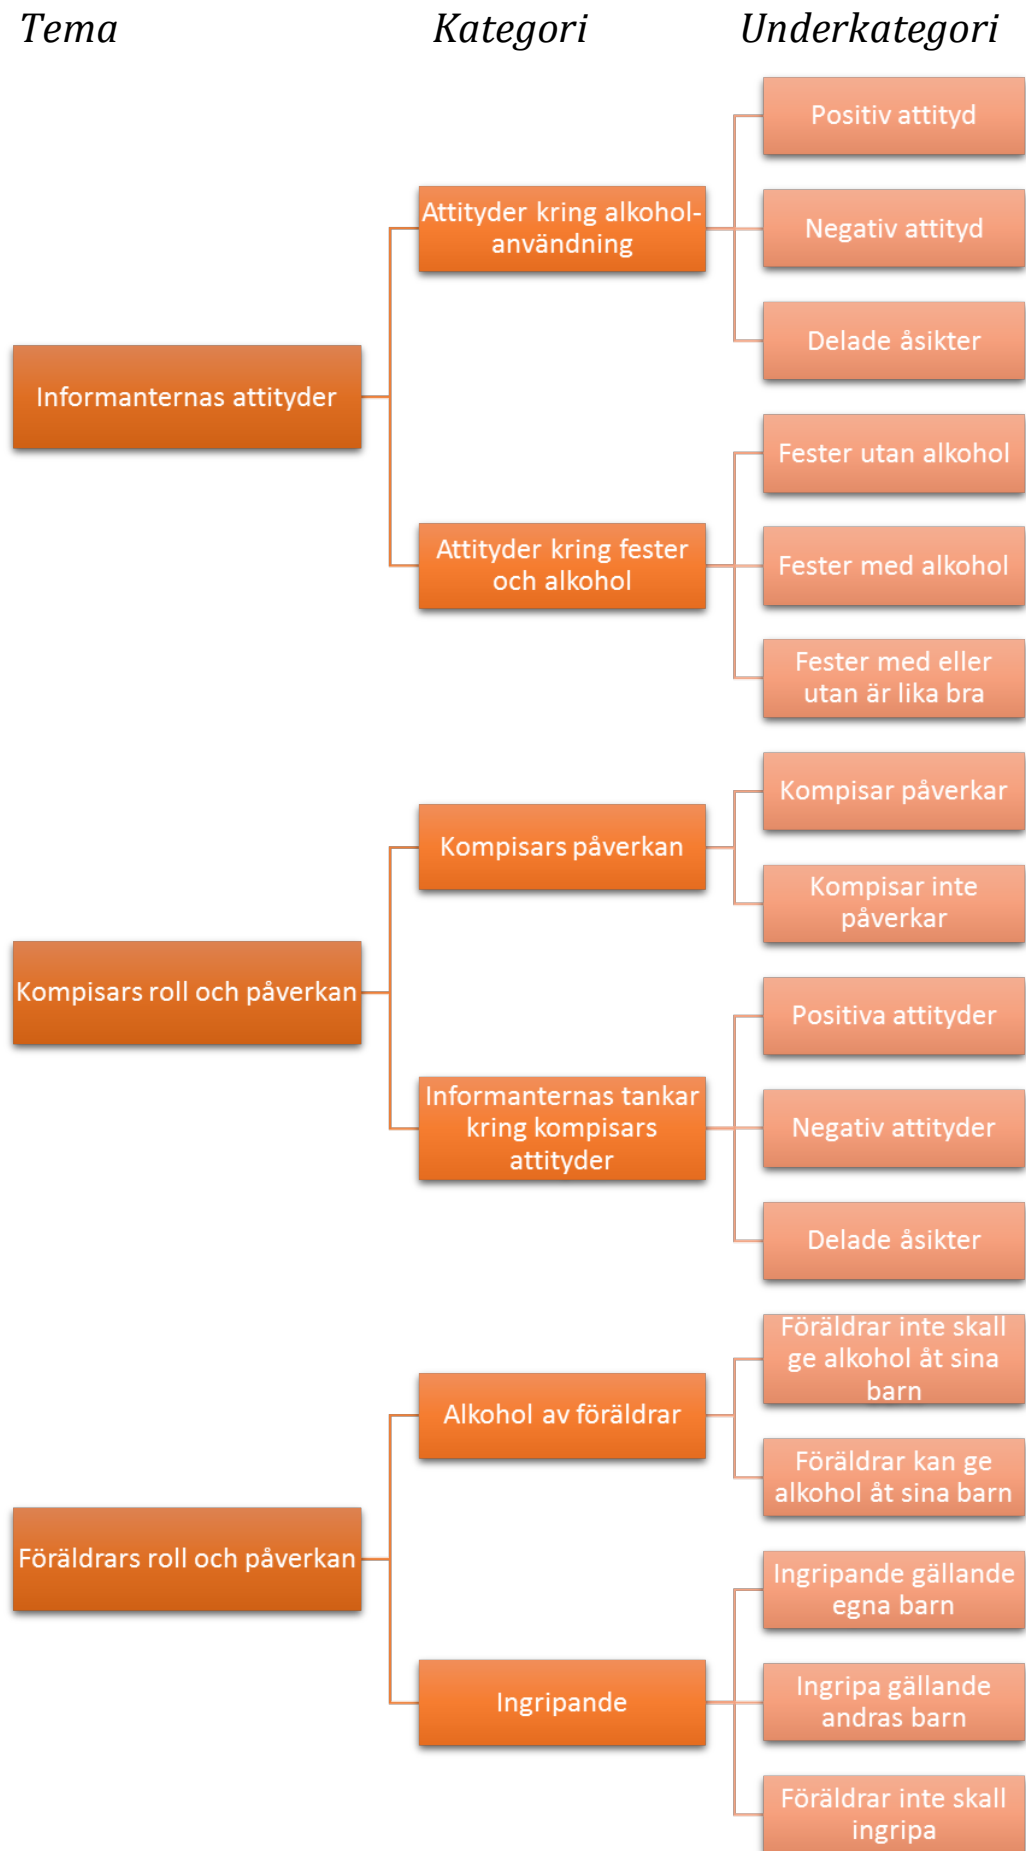 Tema Kategori Underkategori
Informanternas attityder
Attityder kring alkohol-
användning
Positiv attityd
Negativ attityd
Delade åsikter
Attityder kring fester
och alkohol
Fester utan alkohol
Fester med alkohol
Fester med eller
utan är lika bra
Kompisars roll och påverkan
Kompisars påverkan
Kompisar påverkar
Kompisar inte
påverkar
Informanternas tankar
kring kompisars
attityder
Positiva attityder
Negativ attityder
Delade åsikter
Föräldrars roll och påverkan
Alkohol av föräldrar
Föräldrar inte skall
ge alkohol åt sina
barn
Föräldrar kan ge
alkohol åt sina barn
Ingripande
Ingripande gällande
egna barn
Ingripa gällande
andras barn
Föräldrar inte skall
ingripa